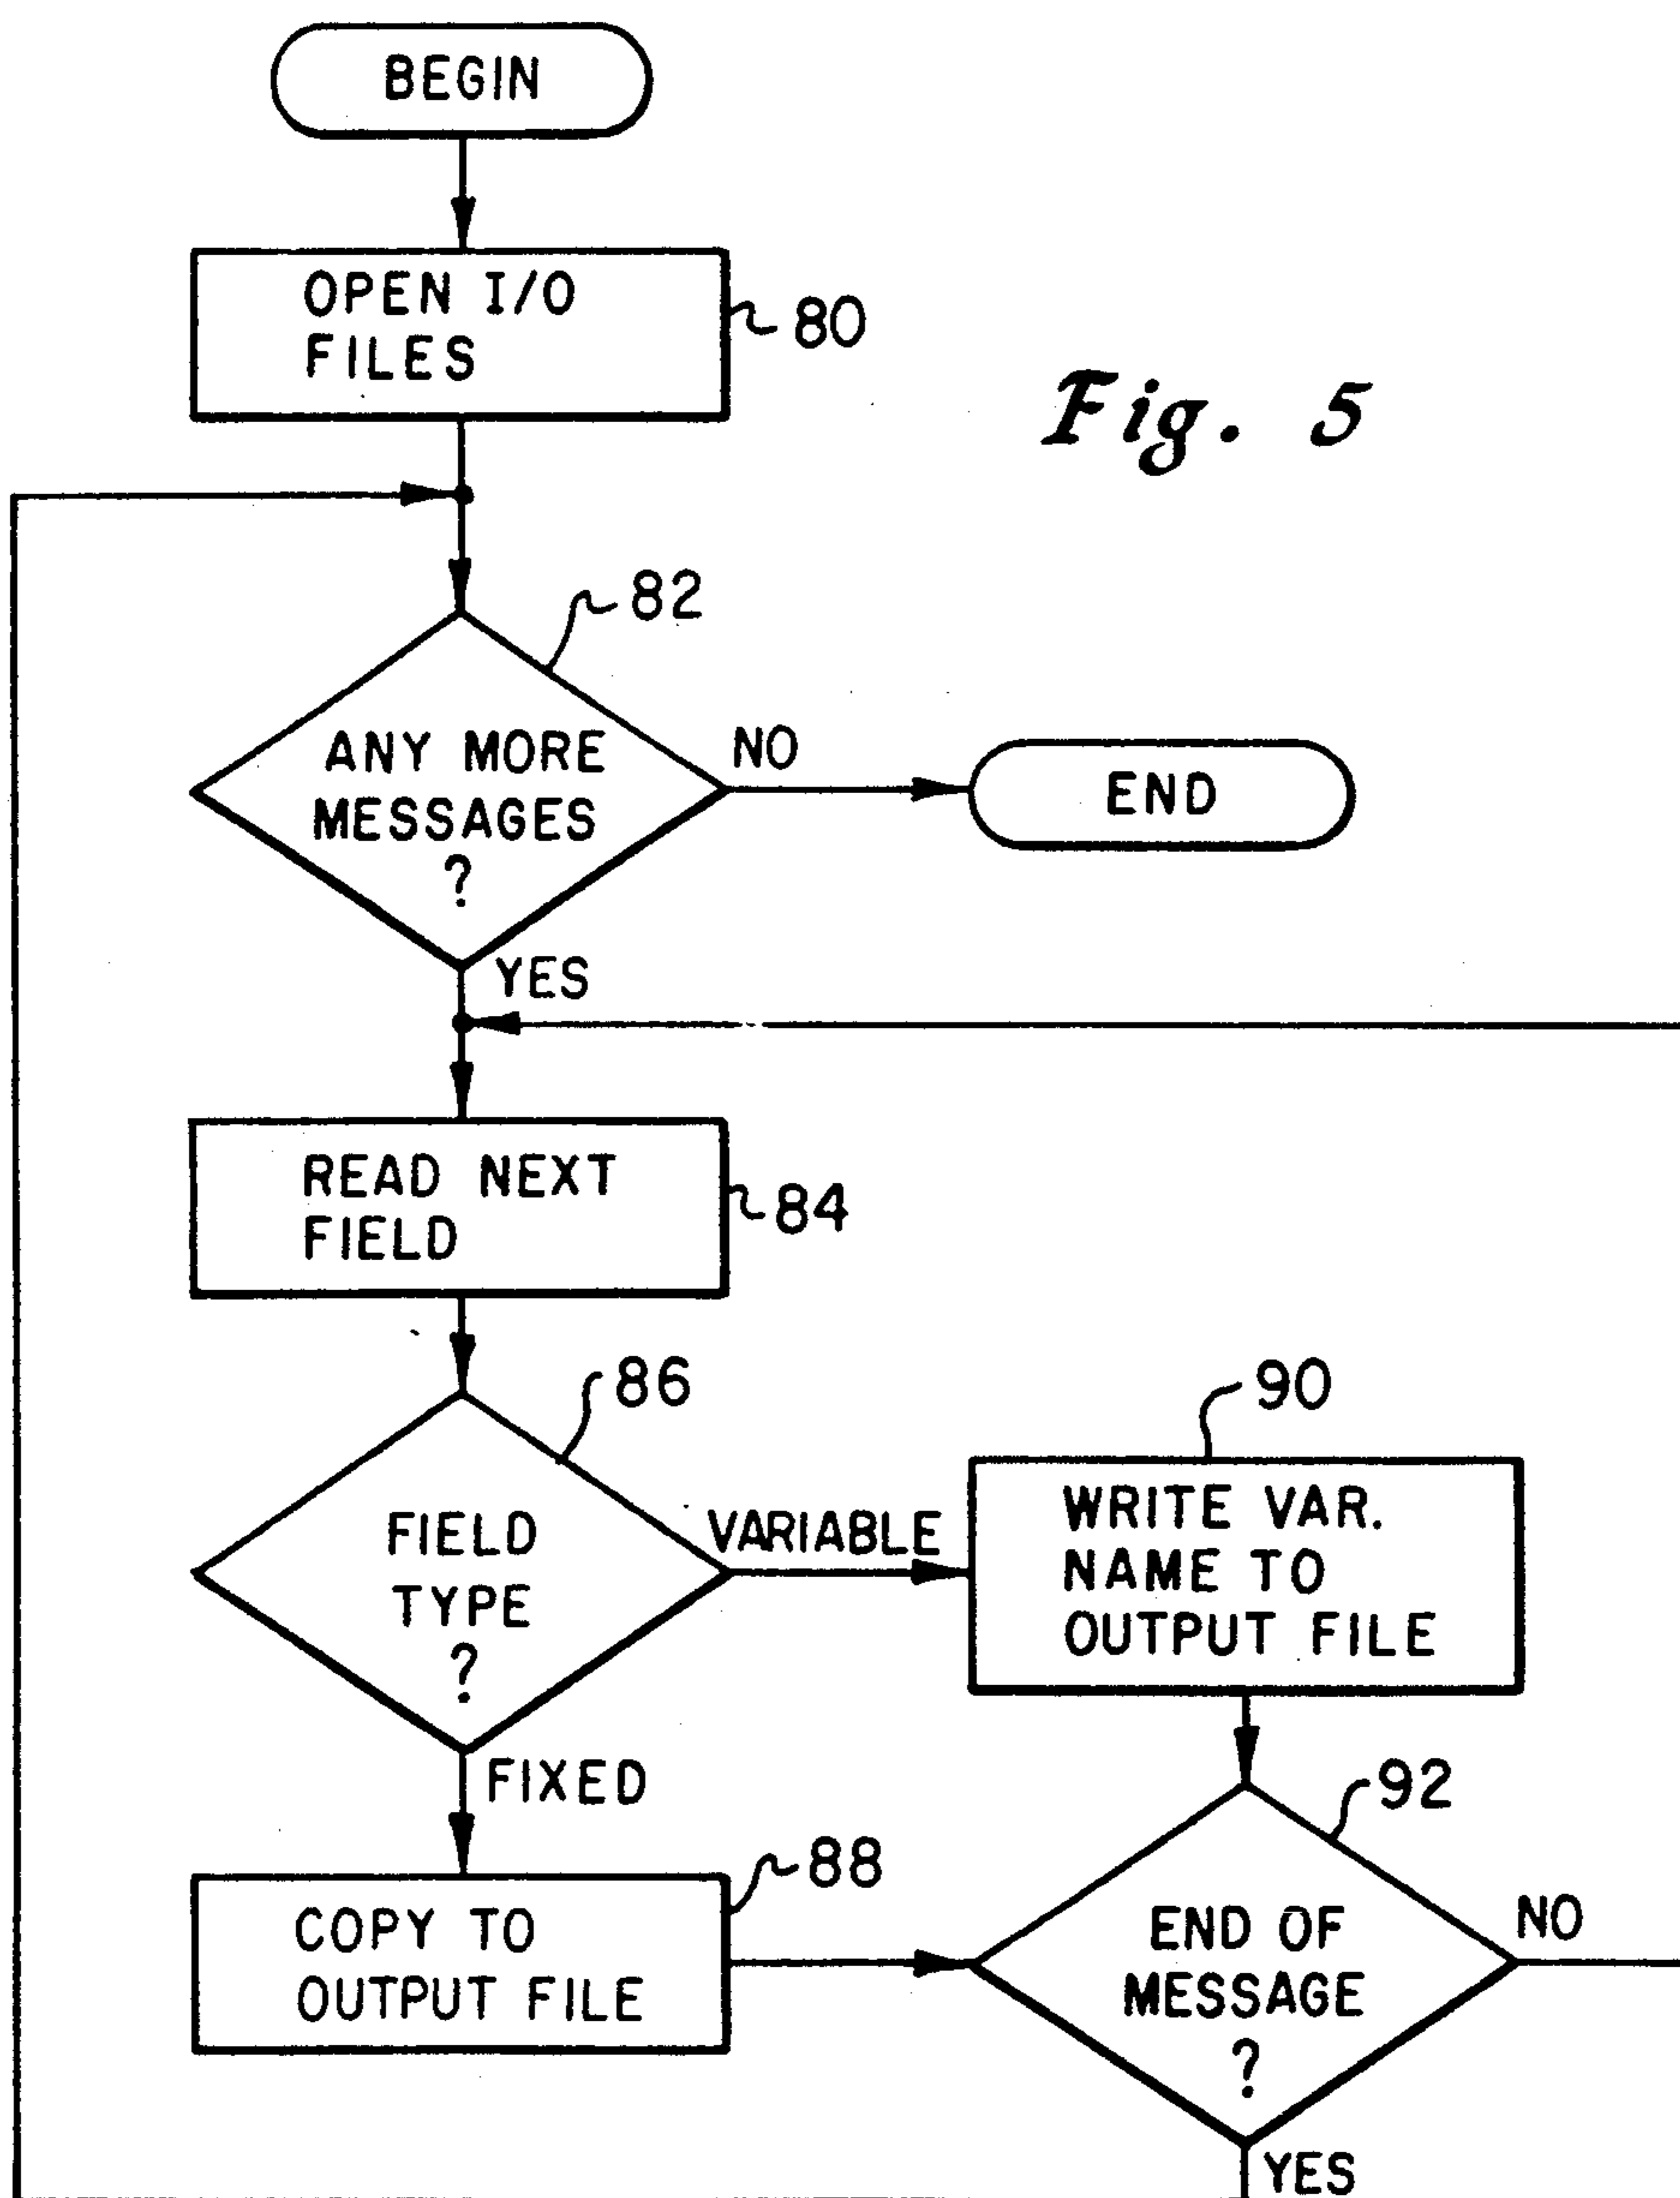 BEGIN
OPEN I/O
FILES
80
Fig. 5
82
ANY MORE
MESSAGES
?
NO
END
YES
READ NEXT
FIELD
84
86
FIELD
TYPE
?
VARIABLE
90
WRITE VAR.
NAME TO
OUTPUT FILE
FIXED
88
COPY TO
OUTPUT FILE
92
END OF
MESSAGE
?
NO
YES